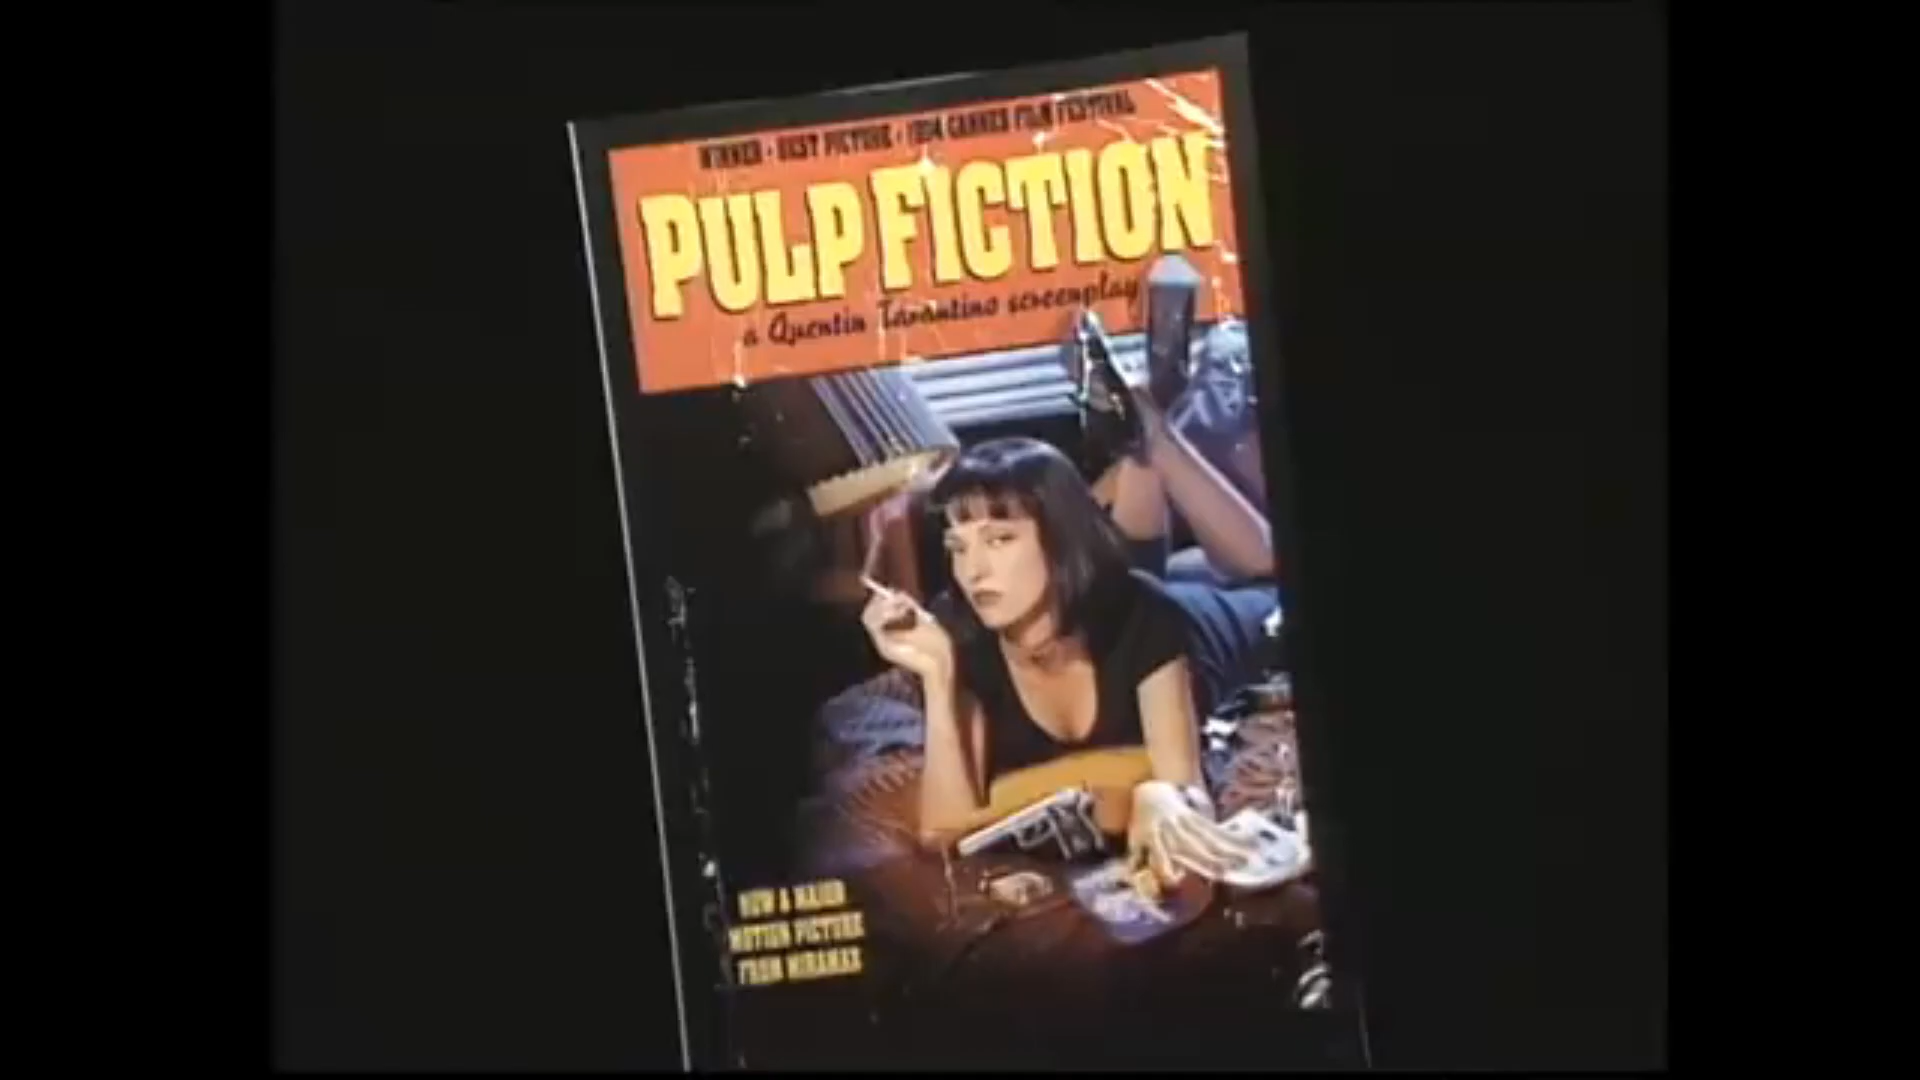 WINNER • BEST PICTURE • 1994 CANNES FILM FESTIVAL
PULP FICTION
a Quentin Tarantino screenplay
NOW A MAJOR
MOTION PICTURE
FROM MIRAMAX